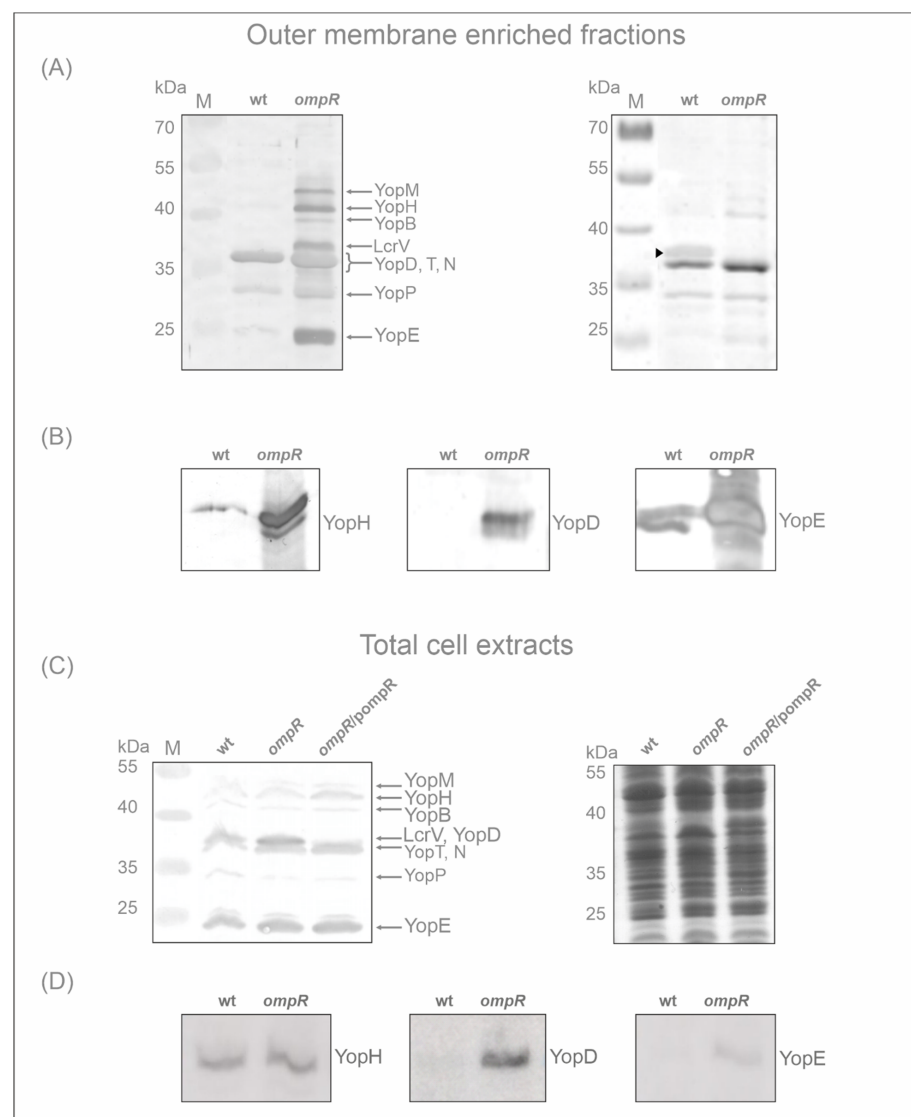 Outer membrane enriched fractions
(A)
kDa M wt ompR
70
55
40
35
25
YopM
YopH
YopB
LcrV
YopD, T, N
YopP
YopE
kDa M wt ompR
70
55
40
35
25
(B)
wt ompR
YopH
wt ompR
YopD
wt ompR
YopE
Total cell extracts
(C)
kDa M wt ompR ompR/pompR
55
40
35
25
YopM
YopH
YopB
LcrV, YopD
YopT, N
YopP
YopE
kDa wt ompR ompR/pompR
55
40
35
25
(D)
wt ompR
YopH
wt ompR
YopD
wt ompR
YopE